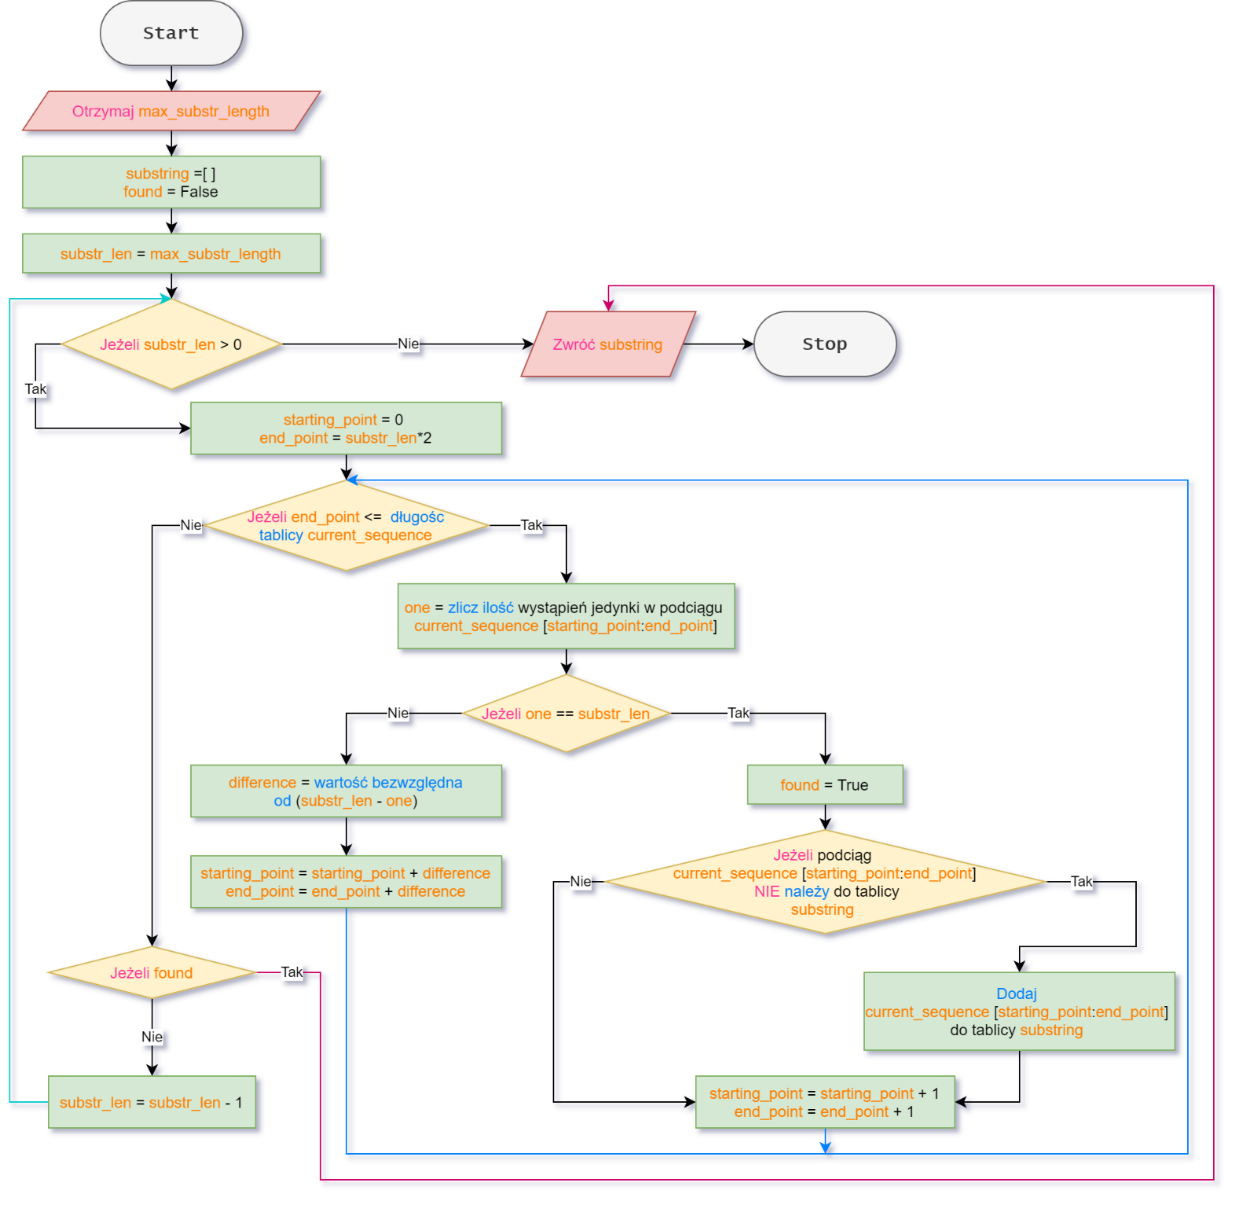 Start
Otrzymaj max_substr_length
substring =[ ]
found = False
substr_len = max_substr_length
Jeżeli substr_len > 0
Nie
Zwróć substring
Stop
Tak
starting_point = 0
end_point = substr_len*2
Jeżeli end_point <= długośc
tablicy current_sequence
Nie
Tak
one = zlicz ilość wystąpień jedynki w podciągu
current_sequence [starting_point:end_point]
Jeżeli one == substr_len
Nie
Tak
difference = wartość bezwzględna
od (substr_len - one)
found = True
starting_point = starting_point + difference
end_point = end_point + difference
Jeżeli podciąg
current_sequence [starting_point:end_point]
NIE należy do tablicy
substring
Nie
Tak
Jeżeli found
Tak
Dodaj
current_sequence [starting_point:end_point]
do tablicy substring
Nie
substr_len = substr_len - 1
starting_point = starting_point + 1
end_point = end_point + 1